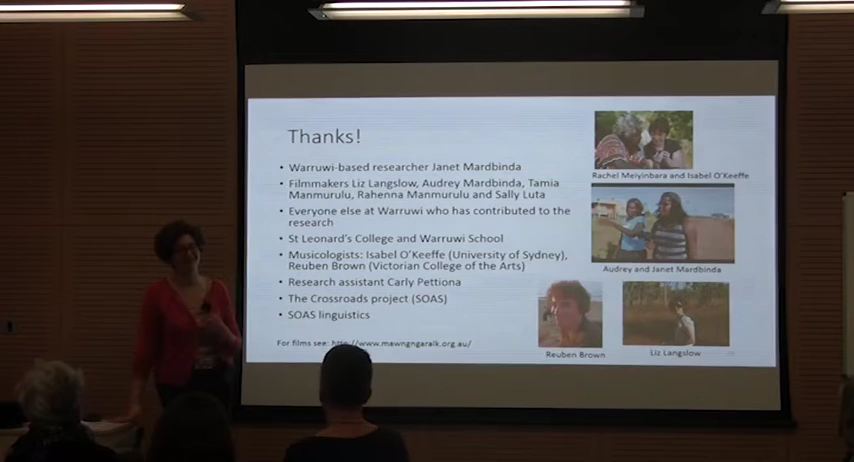 Thanks!
• Warruwi-based researcher Janet Mardbinda
• Filmmakers Liz Langslow, Audrey Mardbinda, Tamia
Manmurulu, Rahenna Manmurulu and Sally Luta
• Everyone else at Warruwi who has contributed to the
research
• St Leonard's College and Warruwi School
• Musicologists: Isabel O'Keeffe (University of Sydney),
Reuben Brown (Victorian College of the Arts)
• Research assistant Carly Pettiona
• The Crossroads project (SOAS)
• SOAS linguistics
For films see: http://www.mawngngaralk.org.au/
Rachel Meiyinbara and Isabel O'Keeffe
Audrey and Janet Mardbinda
Reuben Brown
Liz Langslow